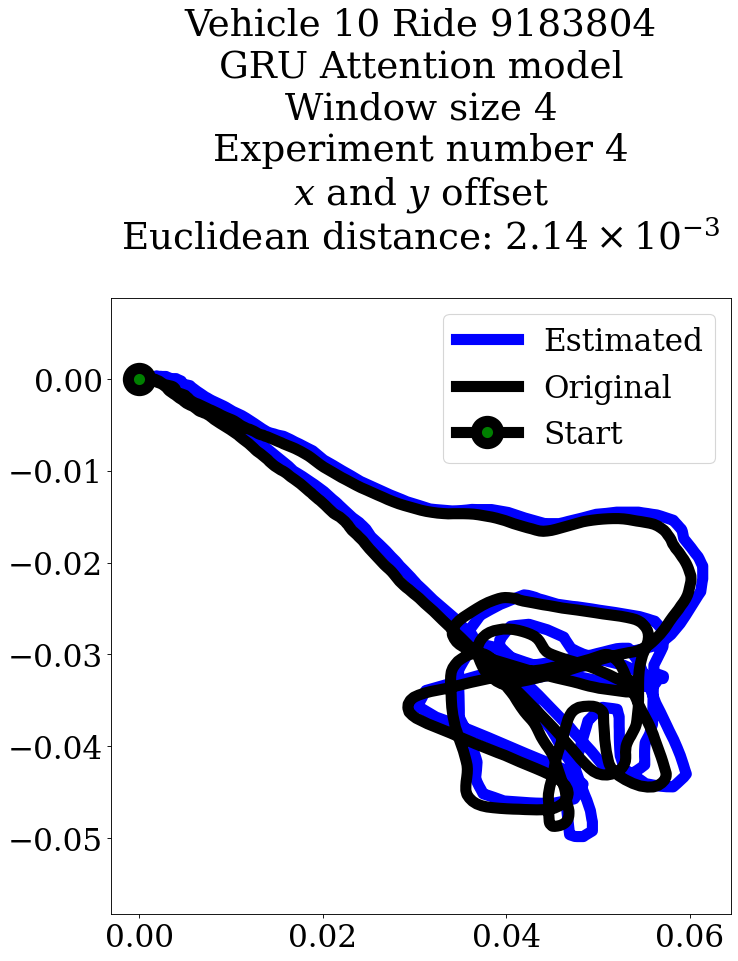 Vehicle 10 Ride 9183804
GRU Attention model
Window size 4
Experiment number 4
x and y offset
Euclidean distance: 2.14 × 10⁻³
Estimated
Original
Start
0.00
−0.01
−0.02
−0.03
−0.04
−0.05
0.00 0.02 0.04 0.06